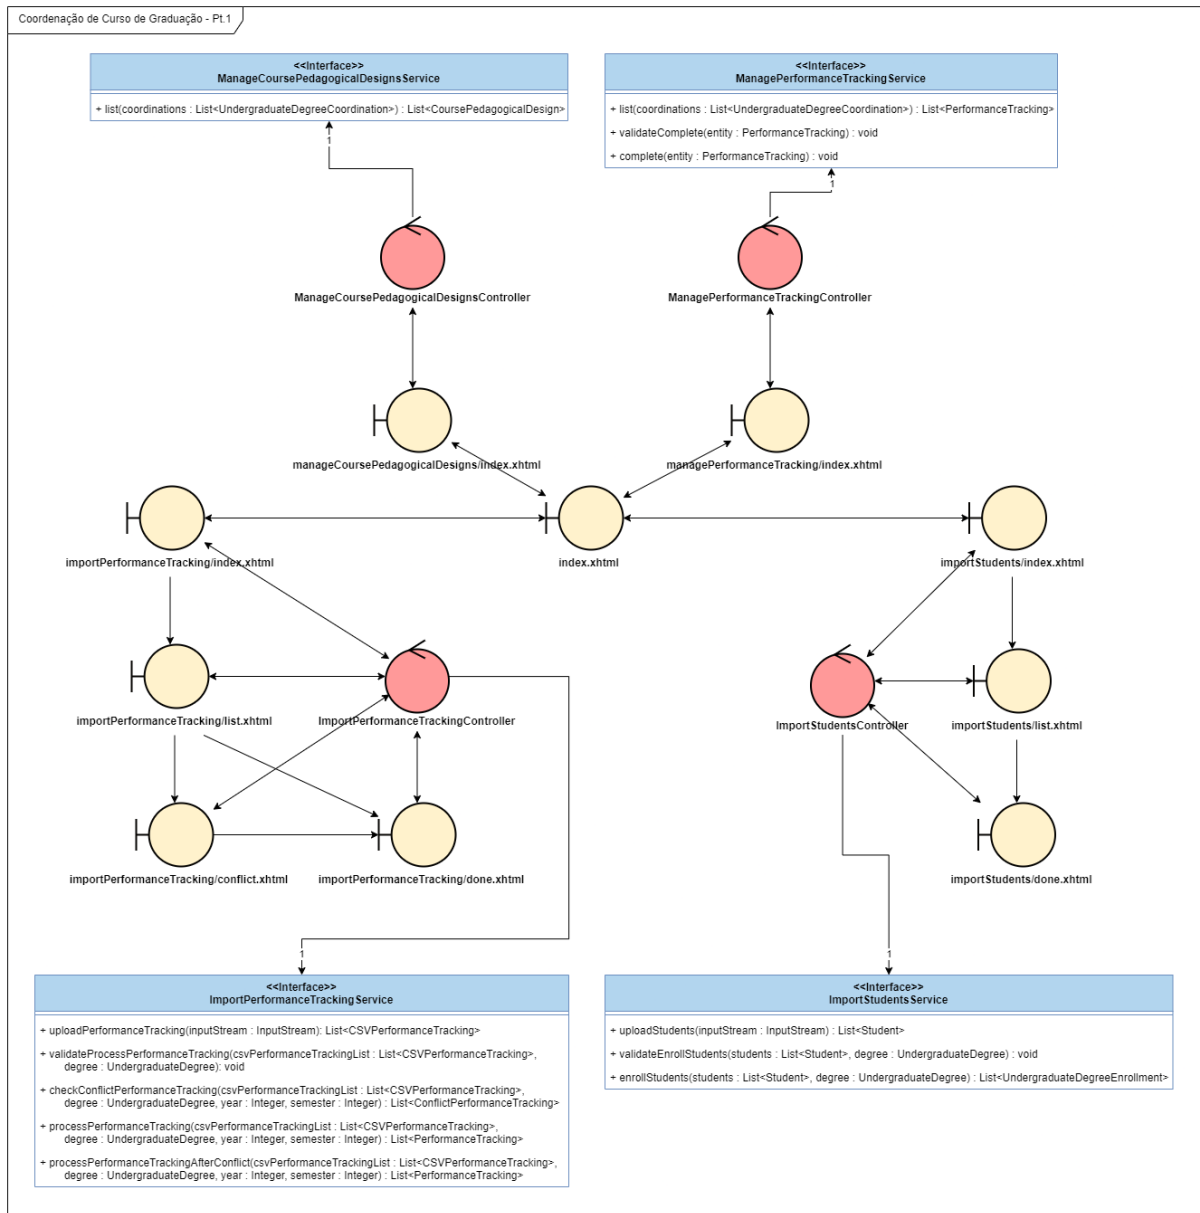 Coordenação de Curso de Graduação - Pt.1
<<Interface>>
ManageCoursePedagogicalDesignsService
+ list(coordinations : List<UndergraduateDegreeCoordination>) : List<CoursePedagogicalDesign>
<<Interface>>
ManagePerformanceTrackingService
+ list(coordinations : List<UndergraduateDegreeCoordination>) : List<PerformanceTracking>
+ validateComplete(entity : PerformanceTracking) : void
+ complete(entity : PerformanceTracking) : void
1
1
ManageCoursePedagogicalDesignsController
ManagePerformanceTrackingController
manageCoursePedagogicalDesigns/index.xhtml
managePerformanceTracking/index.xhtml
importPerformanceTracking/index.xhtml
index.xhtml
importStudents/index.xhtml
importPerformanceTracking/list.xhtml
ImportPerformanceTrackingController
ImportStudentsController
importStudents/list.xhtml
importPerformanceTracking/conflict.xhtml
importPerformanceTracking/done.xhtml
importStudents/done.xhtml
1
1
<<Interface>>
ImportPerformanceTrackingService
+ uploadPerformanceTracking(inputStream : InputStream): List<CSVPerformanceTracking>
+ validateProcessPerformanceTracking(csvPerformanceTrackingList : List<CSVPerformanceTracking>,
degree : UndergraduateDegree): void
+ checkConflictPerformanceTracking(csvPerformanceTrackingList : List<CSVPerformanceTracking>,
degree : UndergraduateDegree, year : Integer, semester : Integer) : List<ConflictPerformanceTracking>
+ processPerformanceTracking(csvPerformanceTrackingList : List<CSVPerformanceTracking>,
degree : UndergraduateDegree, year : Integer, semester : Integer) : List<PerformanceTracking>
+ processPerformanceTrackingAfterConflict(csvPerformanceTrackingList : List<CSVPerformanceTracking>,
degree : UndergraduateDegree, year : Integer, semester : Integer) : List<PerformanceTracking>
<<Interface>>
ImportStudentsService
+ uploadStudents(inputStream : InputStream) : List<Student>
+ validateEnrollStudents(students : List<Student>, degree : UndergraduateDegree) : void
+ enrollStudents(students : List<Student>, degree : UndergraduateDegree) : List<UndergraduateDegreeEnrollment>